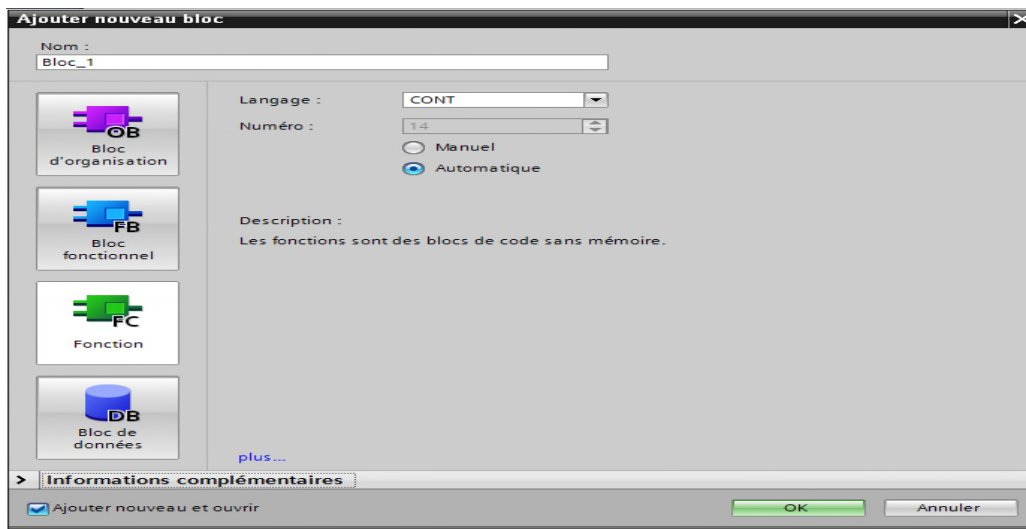 Ajouter nouveau bloc
Nom :
Bloc_1
OB
Bloc
d'organisation
FB
Bloc
fonctionnel
FC
Fonction
DB
Bloc de
données
Langage :
CONT
Numéro :
14
Manuel
Automatique
Description :
Les fonctions sont des blocs de code sans mémoire.
plus...
> Informations complémentaires
Ajouter nouveau et ouvrir
OK
Annuler